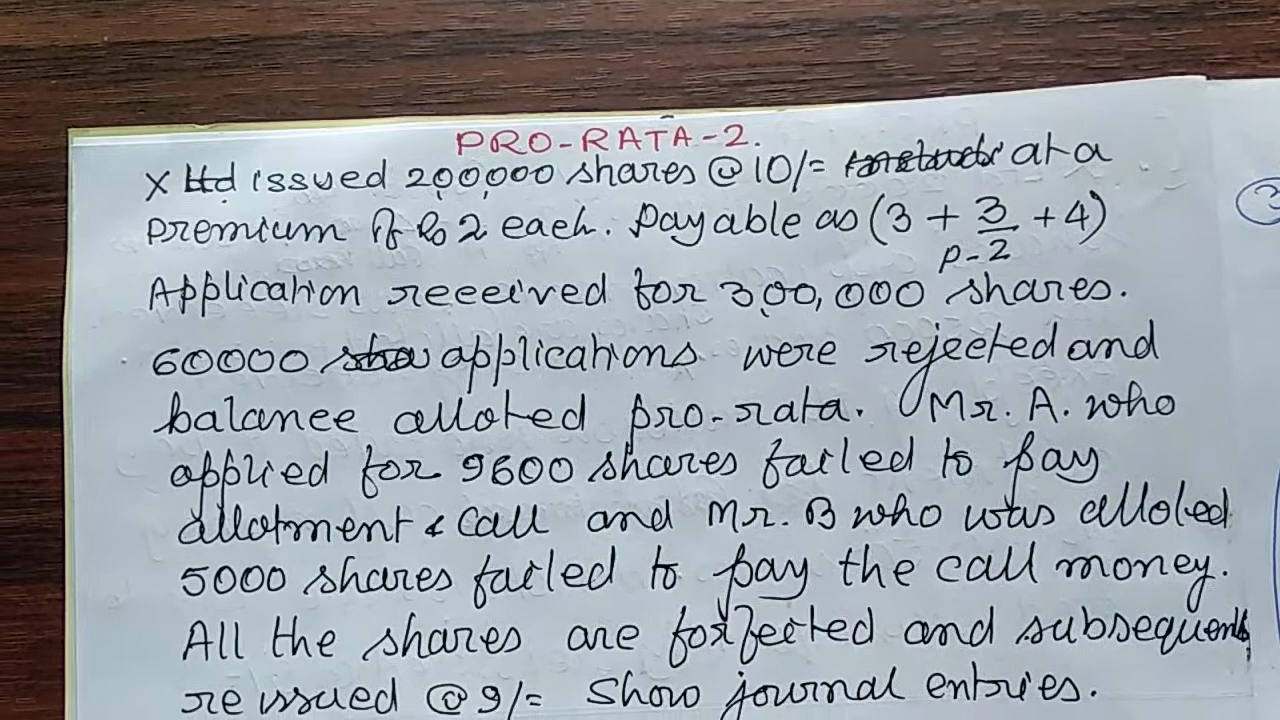 PRO-RATA-2.
X Ltd issued 200,000 shares @ 10/= at a
premium of Rs 2 each. Payable as (3 + 3 + 4)
P-2
Application received for 300,000 shares.
60000 applications were rejected and
balance alloted pro-rata. Mr. A. who
applied for 9600 shares failed to pay
allotment & call and Mr. B who was alloted
5000 shares failed to pay the call money.
All the shares are forfeeted and subsequently
reissued @ 9/= Show journal entries.